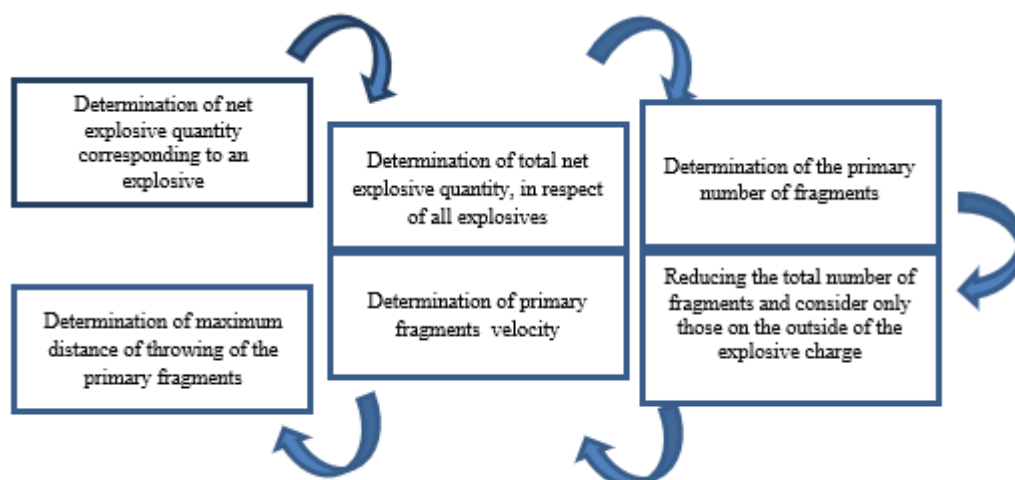 Determination of net
explosive quantity
corresponding to an
explosive
Determination of total net
explosive quantity, in respect
of all explosives
Determination of the primary
number of fragments
Reducing the total number of
fragments and consider only
those on the outside of the
explosive charge
Determination of primary
fragments velocity
Determination of maximum
distance of throwing of the
primary fragments